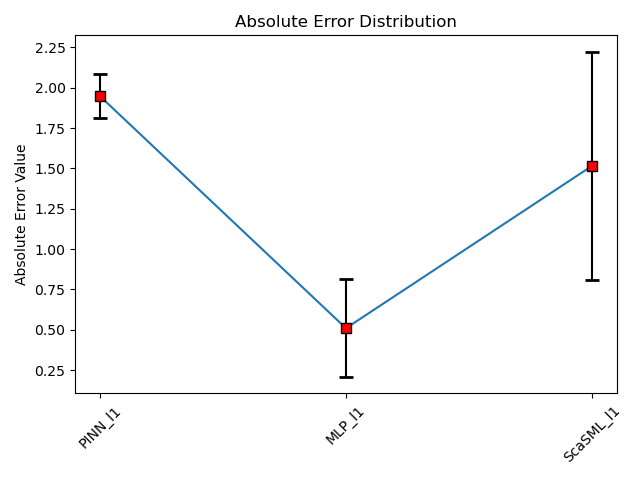 Absolute Error Distribution
Absolute Error Value
2.25
2.00
1.75
1.50
1.25
1.00
0.75
0.50
0.25
PINN_l1
MLP_l1
ScaSML_l1